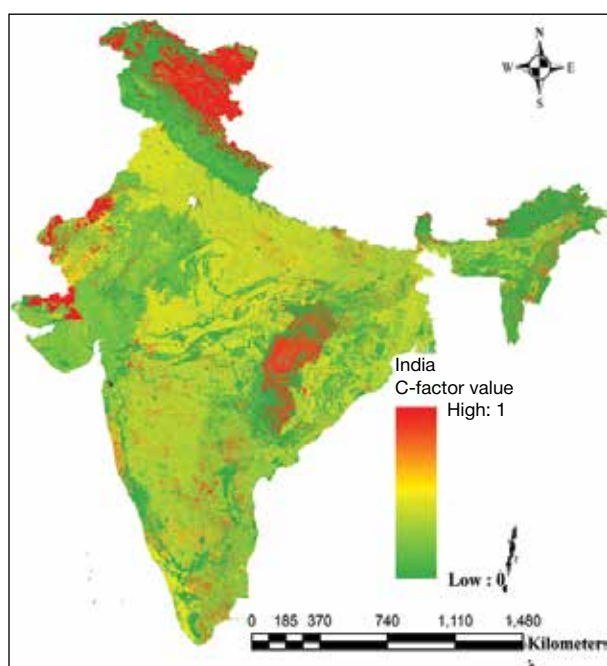 N
W E
S
India
C-factor value
High: 1
Low : 0
0 185 370 740 1,110 1,480
Kilometers